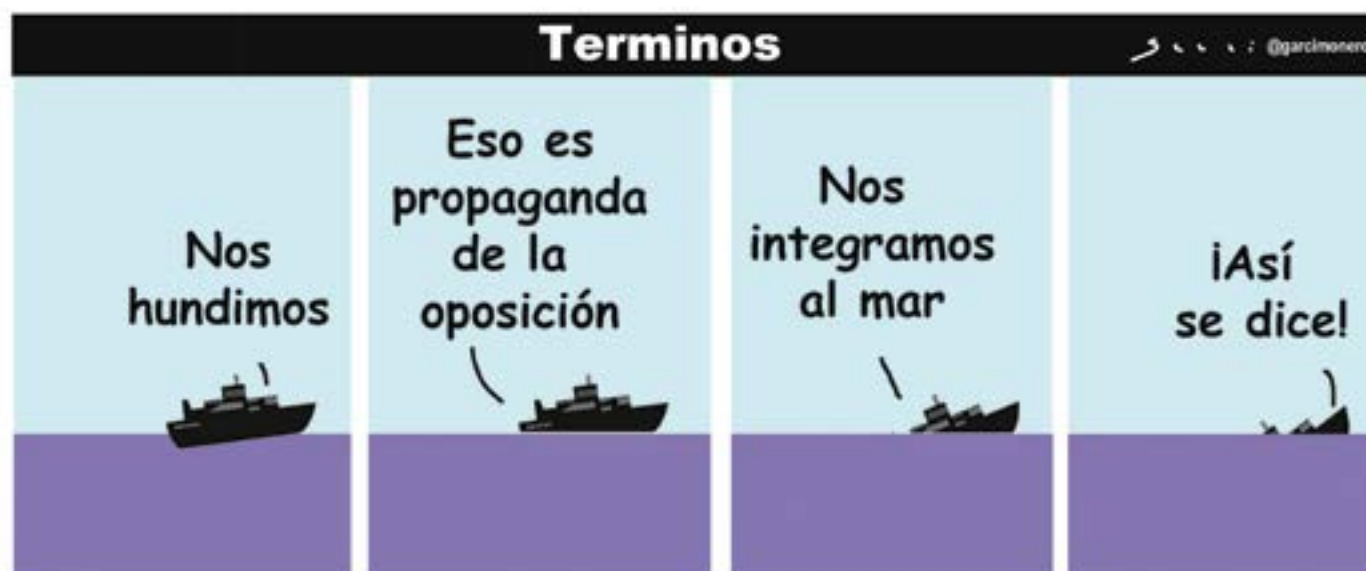 Terminos
@garcimonero
Nos
hundimos
Eso es
propaganda
de la
oposición
Nos
integramos
al mar
¡Así
se dice!